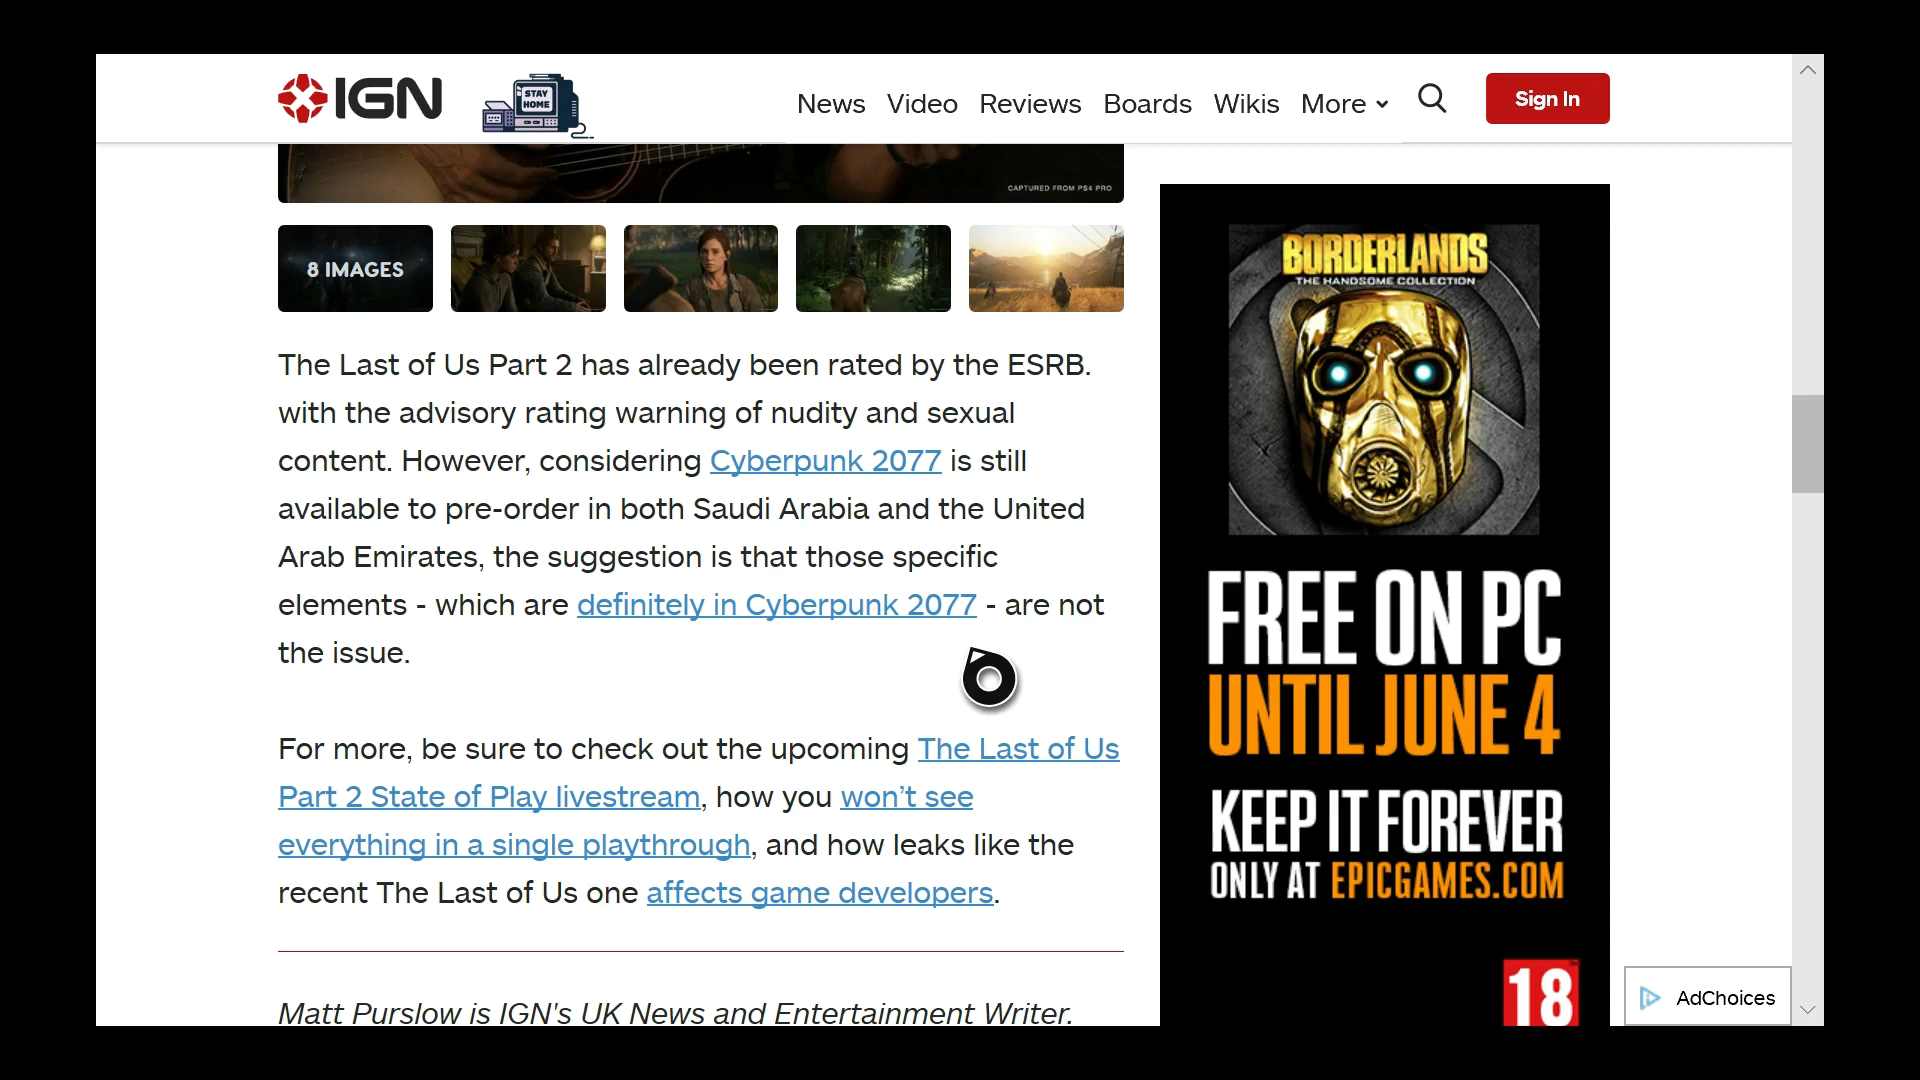 IGN
STAY
HOME
News Video Reviews Boards Wikis More
Sign In
CAPTURED FROM PS4 PRO
8 IMAGES
The Last of Us Part 2 has already been rated by the ESRB.
with the advisory rating warning of nudity and sexual
content. However, considering Cyberpunk 2077 is still
available to pre-order in both Saudi Arabia and the United
Arab Emirates, the suggestion is that those specific
elements - which are definitely in Cyberpunk 2077 - are not
the issue.
For more, be sure to check out the upcoming The Last of Us
Part 2 State of Play livestream, how you won’t see
everything in a single playthrough, and how leaks like the
recent The Last of Us one affects game developers.
Matt Purslow is IGN's UK News and Entertainment Writer.
BORDERLANDS
THE HANDSOME COLLECTION
FREE ON PC
UNTIL JUNE 4
KEEP IT FOREVER
ONLY AT EPICGAMES.COM
18
AdChoices